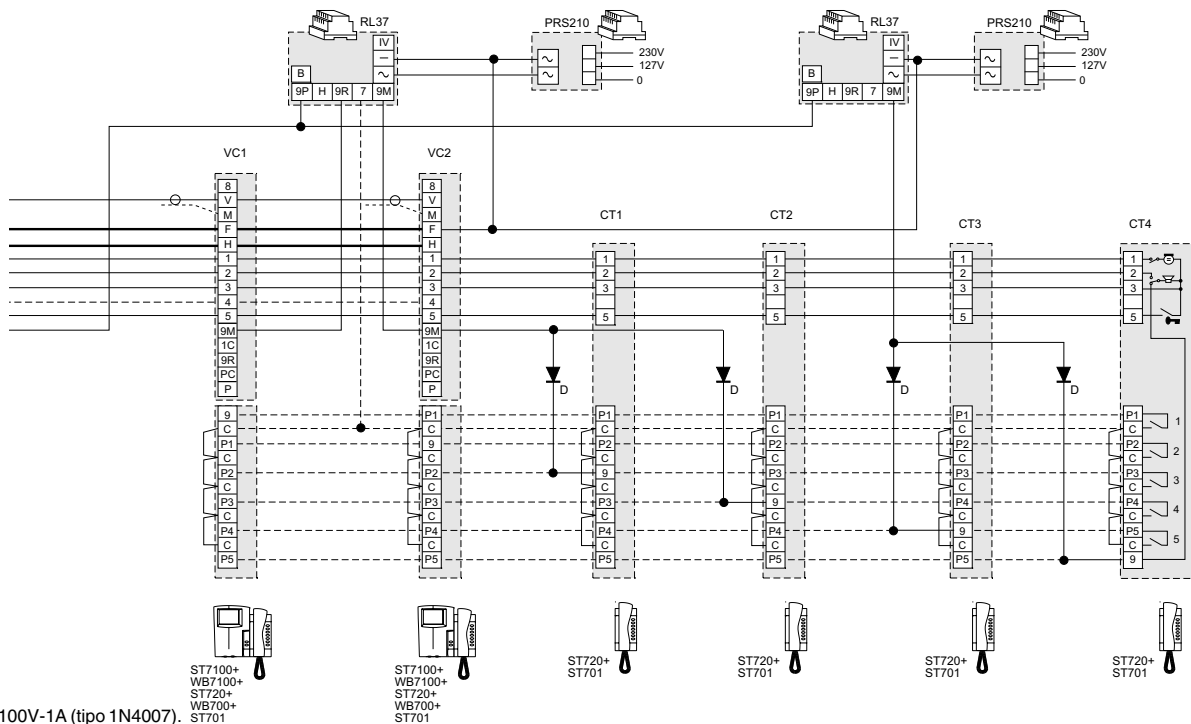 RL37
PRS210
RL37
PRS210
IV
–
~
~
~
230V
127V
0
B
9P H 9R 7 9M
IV
–
~
~
~
230V
127V
0
B
9P H 9R 7 9M
VC1
VC2
CT1
CT2
CT3
CT4
8
V
M
F
H
1
2
3
4
5
9M
1C
9R
PC
P
9
C
P1
C
P2
C
P3
C
P4
C
P5
8
V
M
F
H
1
2
3
4
5
9M
1C
9R
PC
P
P1
C
9
C
P2
C
P3
C
P4
C
P5
1
2
3
5
D
P1
C
P2
C
9
C
P3
C
P4
C
P5
1
2
3
5
D
P1
C
P2
C
P3
C
9
C
P4
C
P5
1
2
3
5
D
P1
C
P2
C
P3
C
P4
C
9
C
P5
1
2
3
5
D
P1
C
P2
C
P3
C
P4
C
P5
C
9
1
2
3
4
5
ST7100+
WB7100+
ST720+
WB700+
ST701
ST7100+
WB7100+
ST720+
WB700+
ST701
ST720+
ST701
ST720+
ST701
ST720+
ST701
ST720+
ST701
100V-1A (tipo 1N4007).